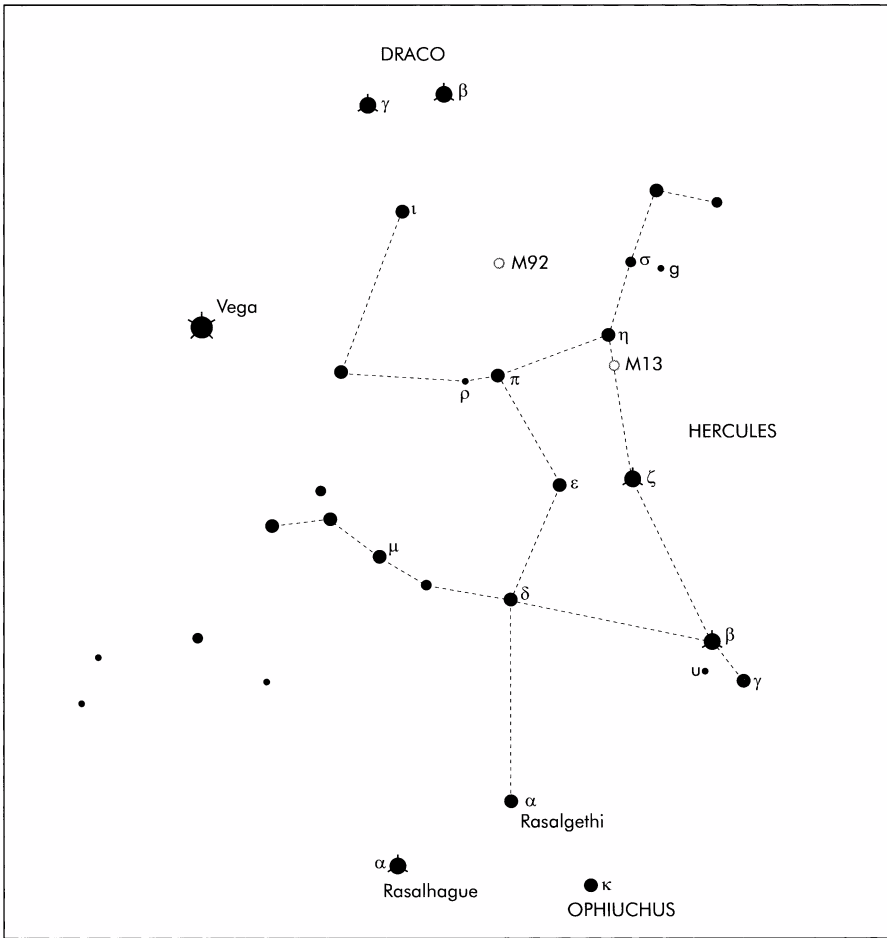 DRACO
γ
β
ι
M92
σ
g
Vega
η
M13
ρ
π
HERCULES
ε
ζ
μ
δ
β
υ
γ
α
Rasalgethi
α
Rasalhague
κ
OPHIUCHUS